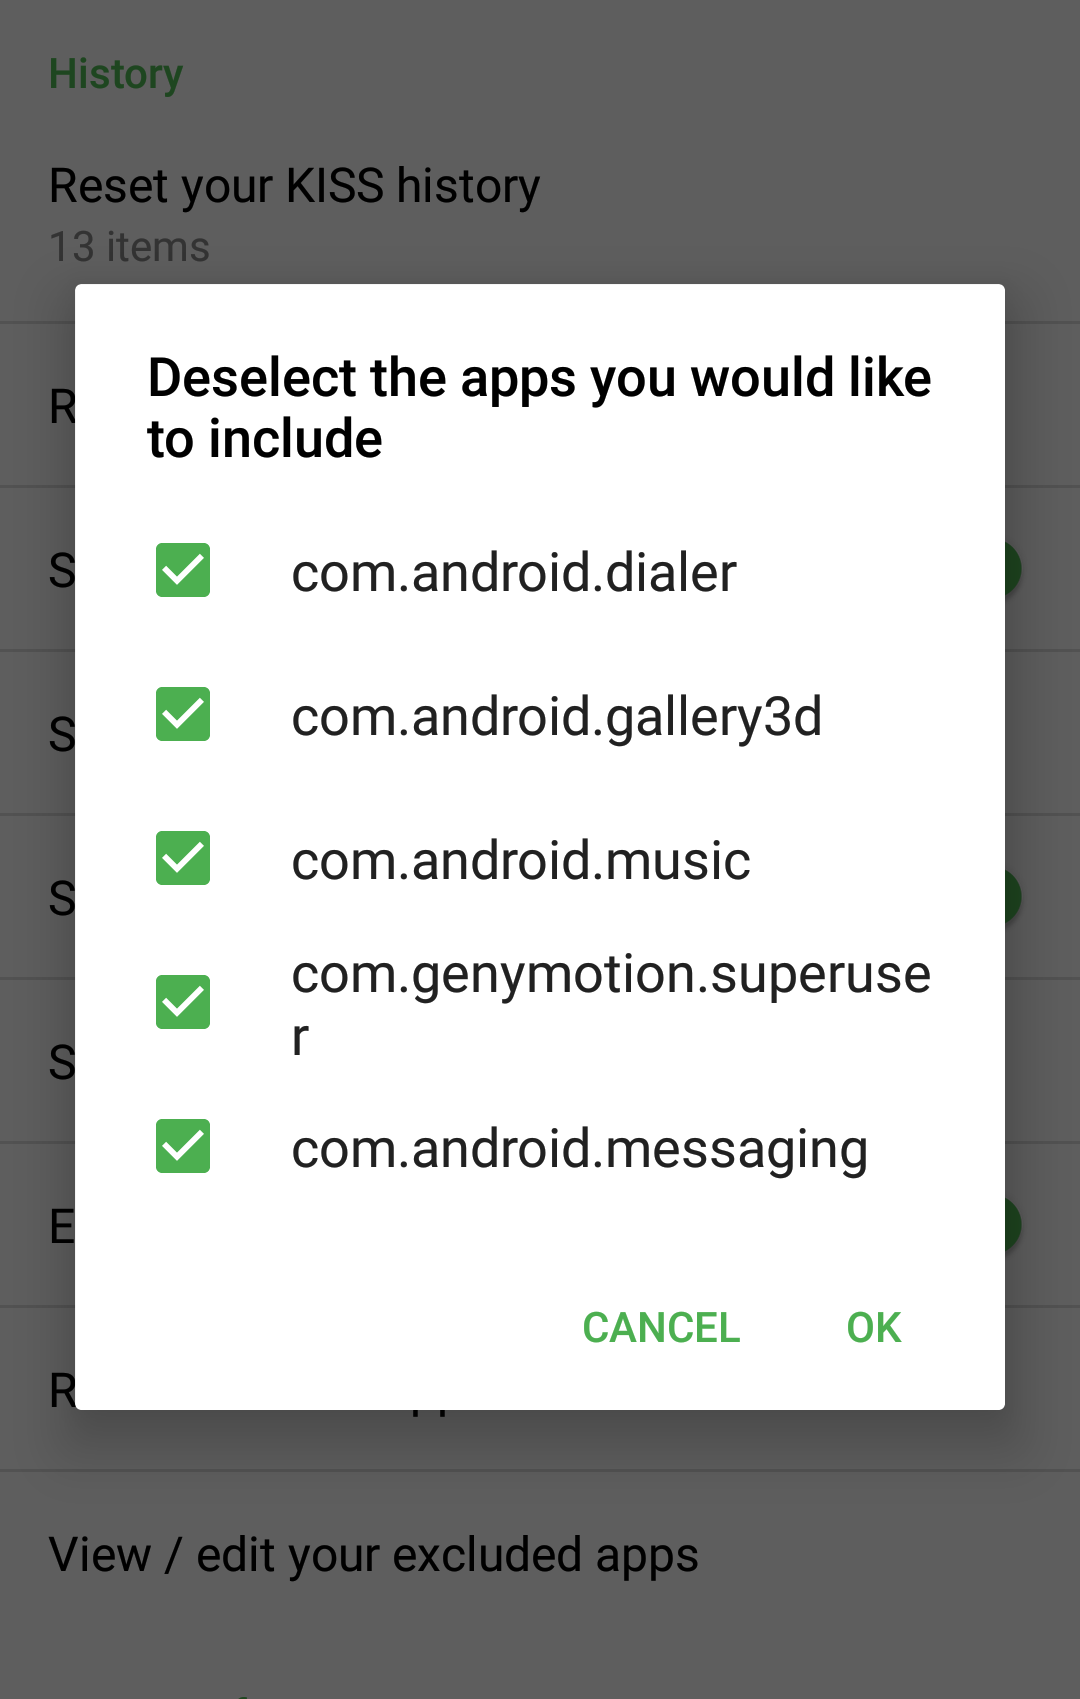 History
Reset your KISS history
13 items
Deselect the apps you would like
to include
com.android.dialer
com.android.gallery3d
com.android.music
com.genymotion.superuse
r
com.android.messaging
CANCEL
OK
View / edit your excluded apps